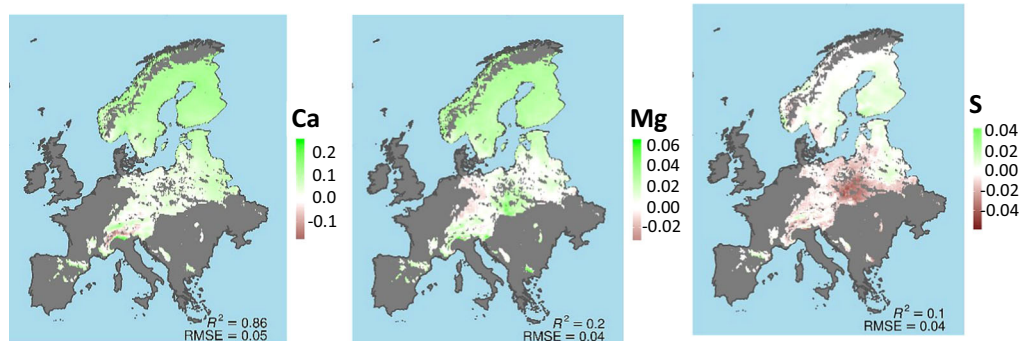 Ca
0.2
0.1
0.0
-0.1
R² = 0.86
RMSE = 0.05
Mg
0.06
0.04
0.02
0.00
-0.02
R² = 0.2
RMSE = 0.04
S
0.04
0.02
0.00
-0.02
-0.04
R² = 0.1
RMSE = 0.04